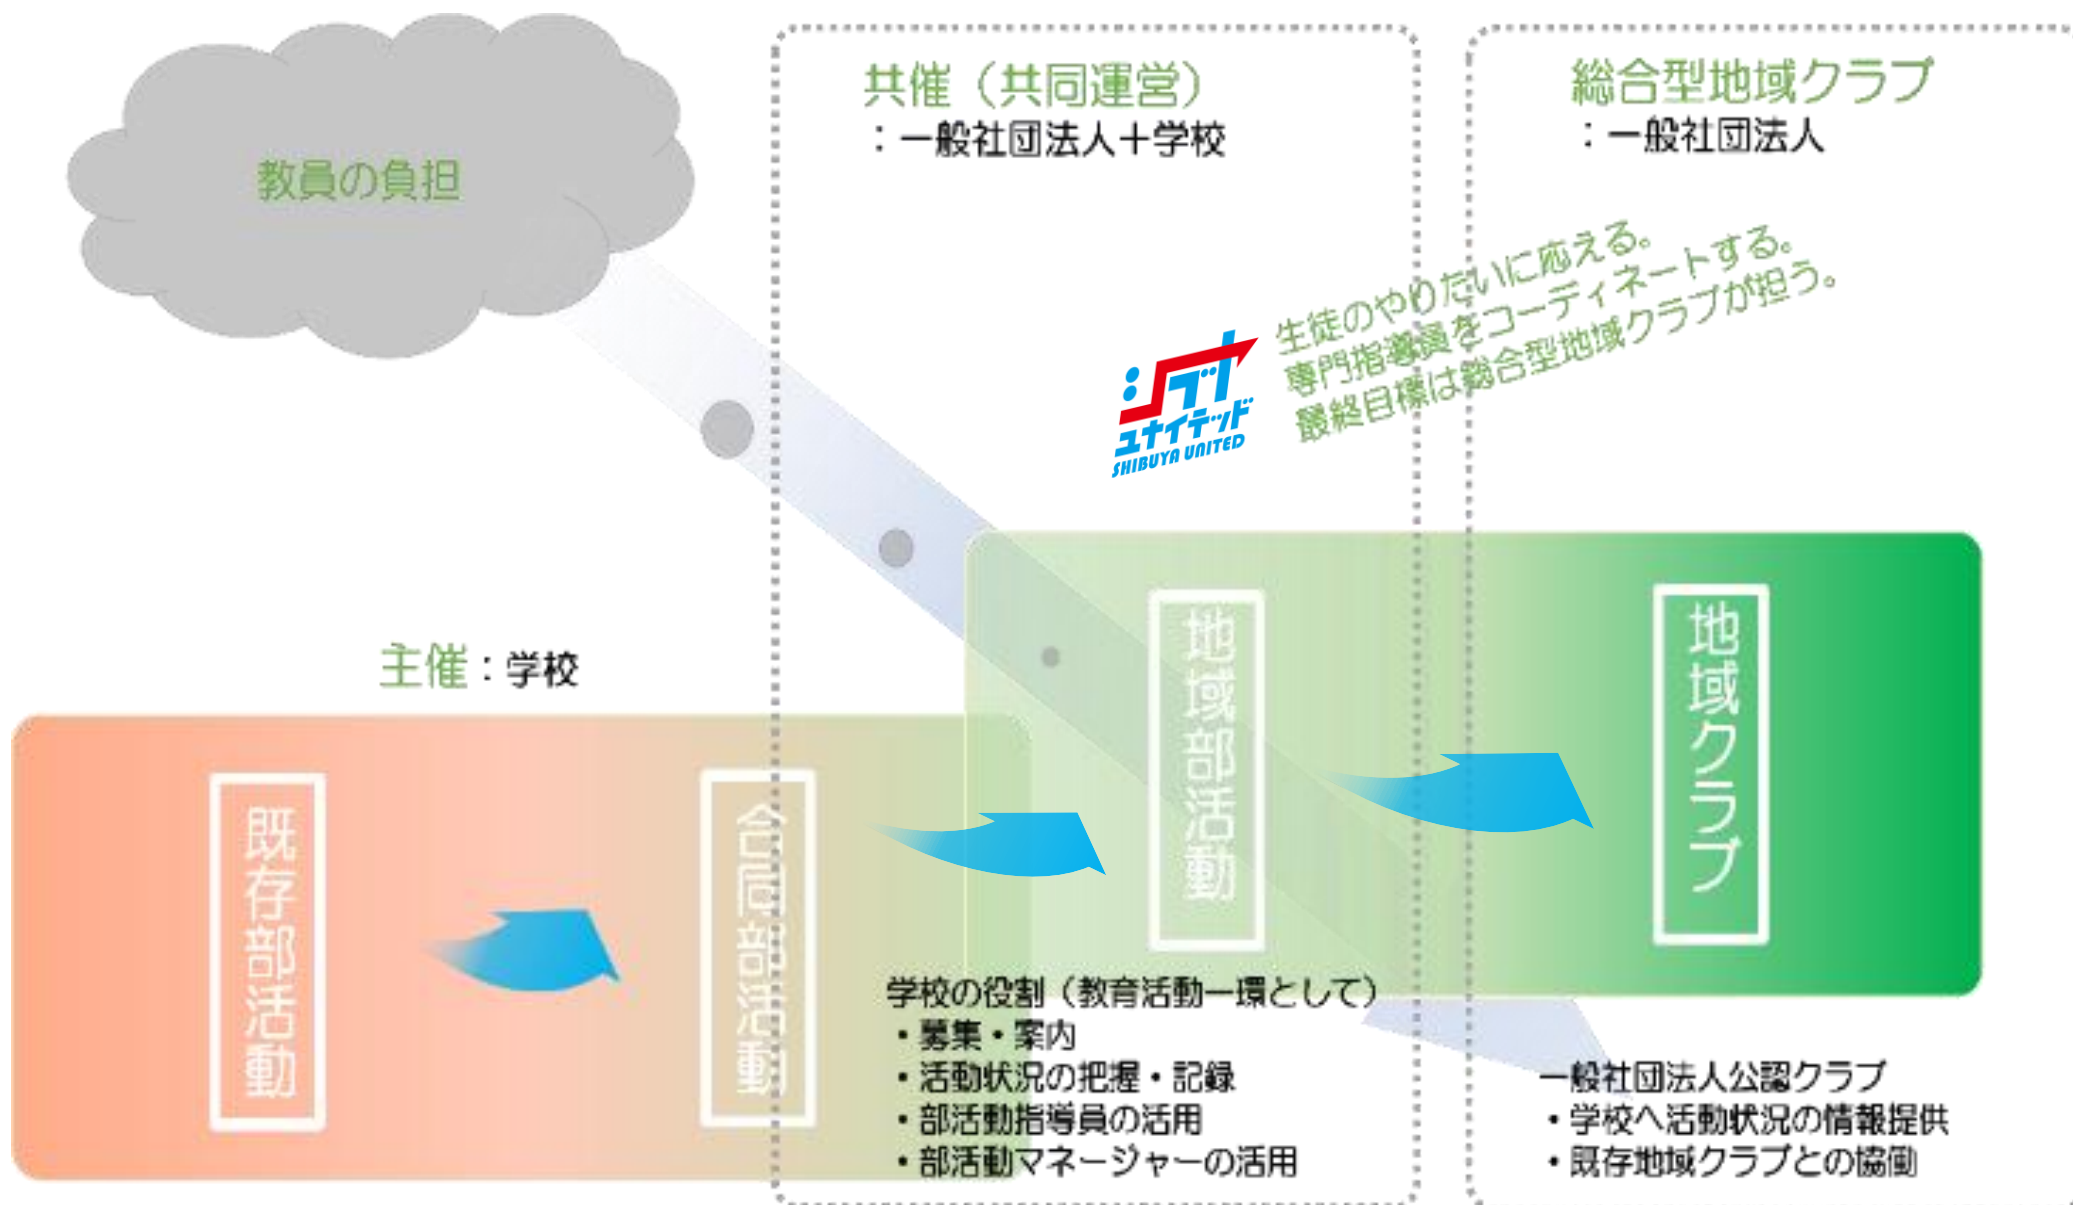 教員の負担
共催（共同運営）
：一般社団法人＋学校
総合型地域クラブ
：一般社団法人
生徒のやりたいに応える。
専門指導員をコーディネートする。
最終目標は総合型地域クラブが担う。
シブヤ
ユナイテッド
SHIBUYA UNITED
主催：学校
既存部活動
合同部活動
地域部活動
地域クラブ
学校の役割（教育活動一環として）
・募集・案内
・活動状況の把握・記録
・部活動指導員の活用
・部活動マネージャーの活用
一般社団法人公認クラブ
・学校へ活動状況の情報提供
・既存地域クラブとの協働